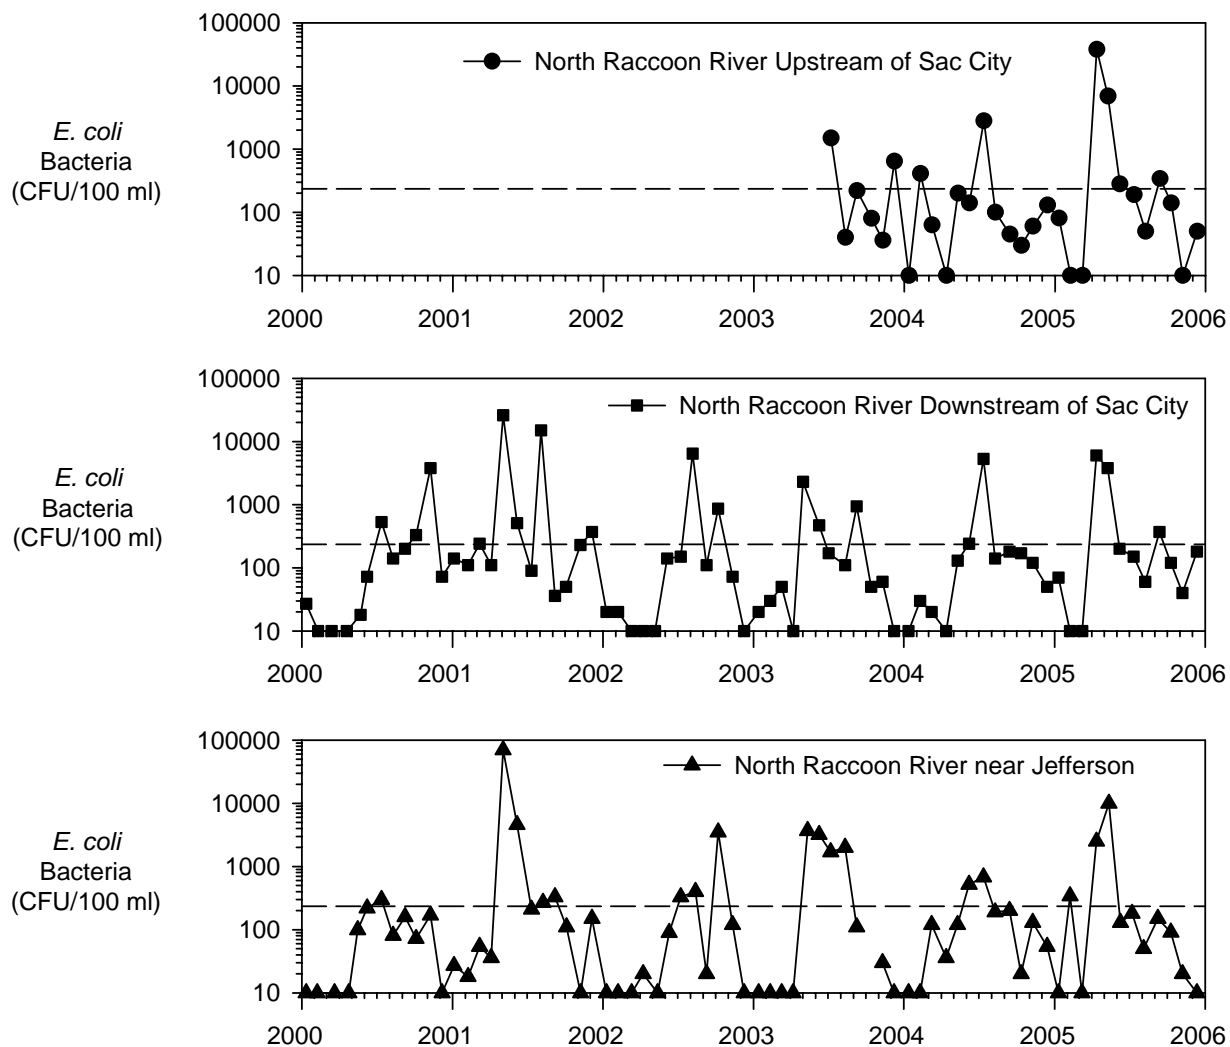 100000
North Raccoon River Upstream of Sac City
10000
E. coli
Bacteria
(CFU/100 ml)
1000
100
10
2000 2001 2002 2003 2004 2005 2006
100000
North Raccoon River Downstream of Sac City
10000
E. coli
Bacteria
(CFU/100 ml)
1000
100
10
2000 2001 2002 2003 2004 2005 2006
100000
North Raccoon River near Jefferson
10000
E. coli
Bacteria
(CFU/100 ml)
1000
100
10
2000 2001 2002 2003 2004 2005 2006